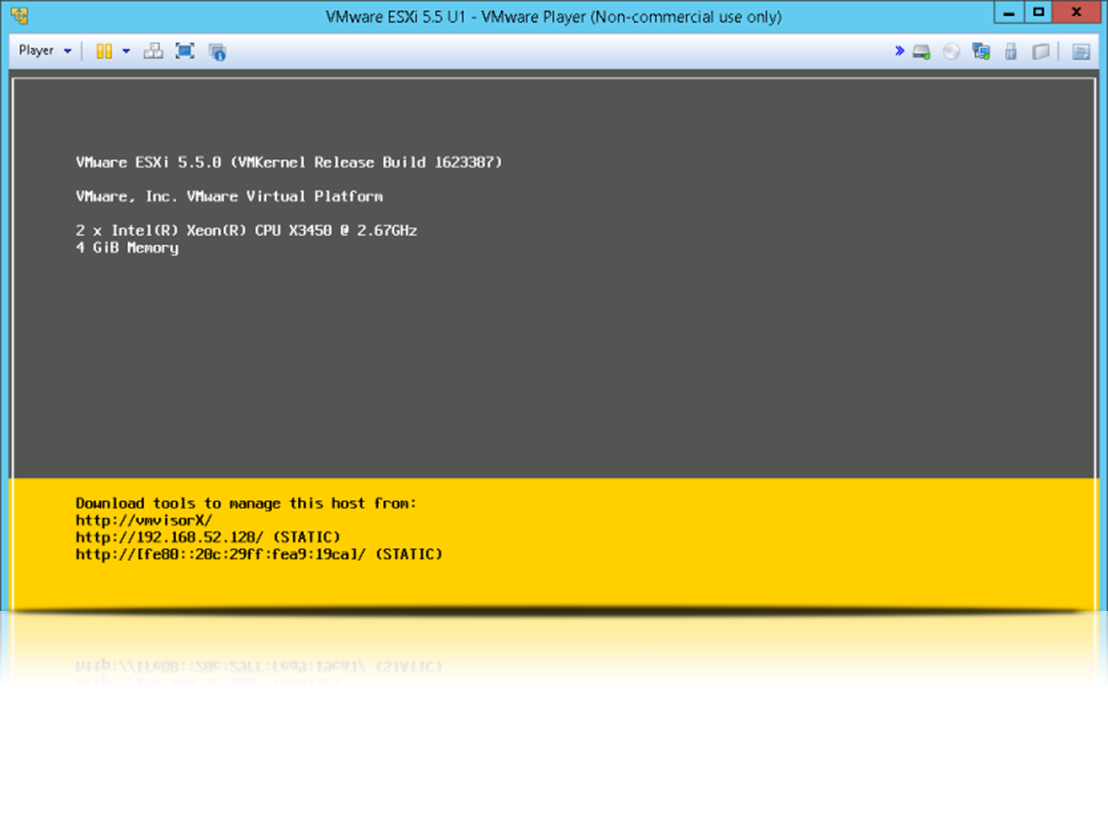 VMware ESXi 5.5 U1 - VMware Player (Non-commercial use only)
Player
VMware ESXi 5.5.0 (VMKernel Release Build 1623387)
VMware, Inc. VMware Virtual Platform
2 x Intel(R) Xeon(R) CPU X3450 @ 2.67GHz
4 GiB Memory
Download tools to manage this host from:
http://vmvisorX/
http://192.168.52.128/ (STATIC)
http://[fe80::20c:29ff:fea9:19ca]/ (STATIC)